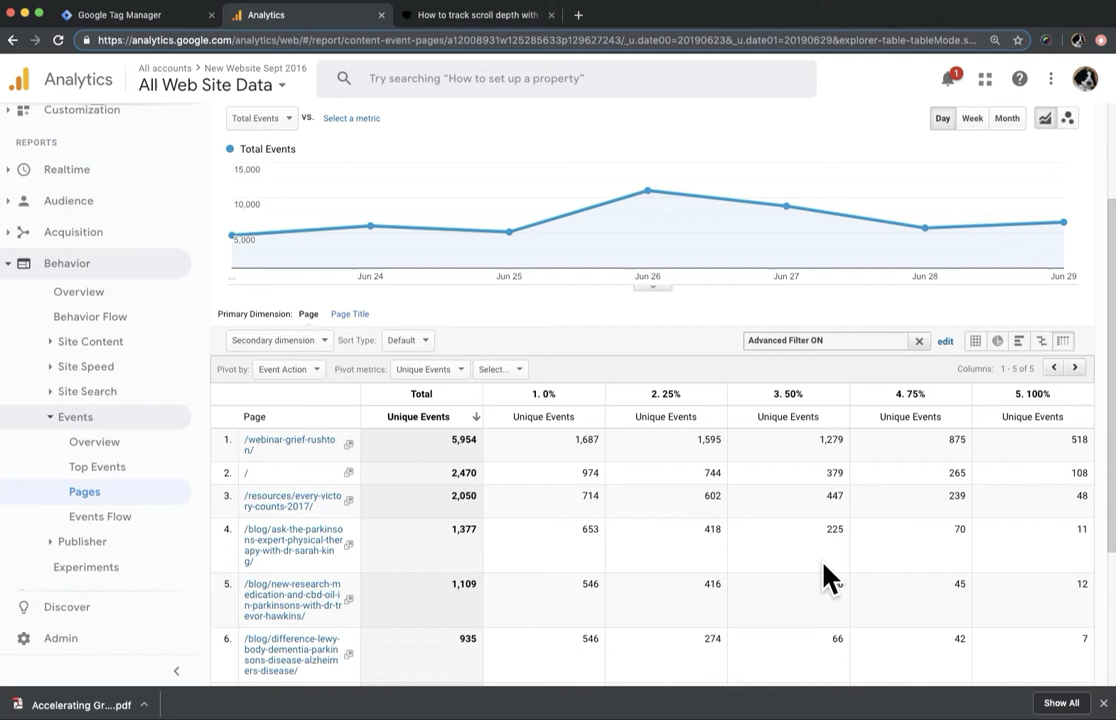 Google Tag Manager
Analytics
How to track scroll depth with
https://analytics.google.com/analytics/web/#/report/content-event-pages/a12008931w125285633p129627243/_u.date00=20190623&_u.date01=20190629&explorer-table-tableMode.s...
Analytics
All accounts > New Website Sept 2016
All Web Site Data
Try searching "How to set up a property"
1
Customization
REPORTS
Realtime
Audience
Acquisition
Behavior
Overview
Behavior Flow
Site Content
Site Speed
Site Search
Events
Overview
Top Events
Pages
Events Flow
Publisher
Experiments
Discover
Admin
Total Events VS. Select a metric
Day Week Month
Total Events
15,000
10,000
5,000
... Jun 24 Jun 25 Jun 26 Jun 27 Jun 28 Jun 29
Primary Dimension: Page Page Title
Secondary dimension Sort Type: Default Advanced Filter ON edit
Pivot by: Event Action Pivot metrics: Unique Events Select... Columns: 1 - 5 of 5
Total 1. 0% 2. 25% 3. 50% 4. 75% 5. 100%
Page Unique Events Unique Events Unique Events Unique Events Unique Events Unique Events
1. /webinar-grief-rushto 5,954 1,687 1,595 1,279 875 518
n/
2. / 2,470 974 744 379 265 108
3. /resources/every-victo 2,050 714 602 447 239 48
ry-counts-2017/
4. /blog/ask-the-parkinso 1,377 653 418 225 70 11
ns-expert-physical-ther
apy-with-dr-sarah-kin
g/
5. /blog/new-research-m 1,109 546 416 45 12
edication-and-cbd-oil-i
n-parkinsons-with-dr-tr
evor-hawkins/
6. /blog/difference-lewy- 935 546 274 66 42 7
body-dementia-parkin
sons-disease-alzheim
ers-disease/
Accelerating Gr....pdf
Show All